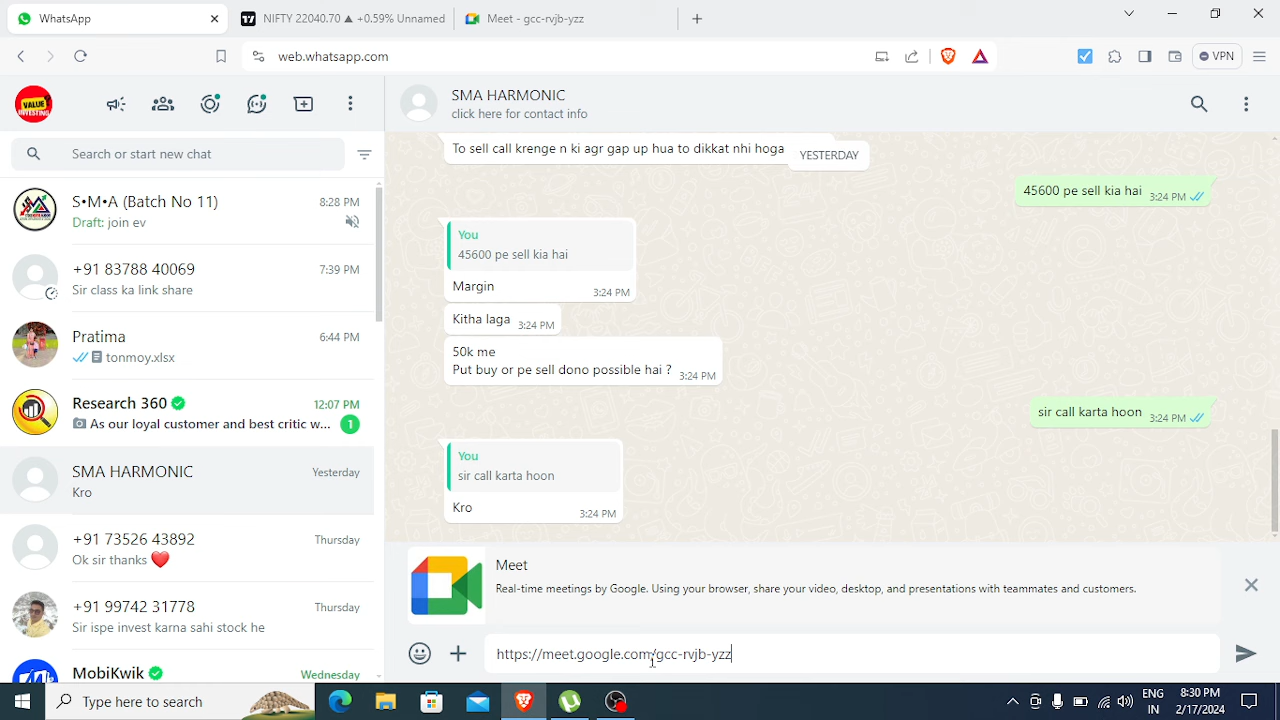 WhatsApp
NIFTY 22040.70 ▲ +0.59% Unnamed
Meet - gcc-rvjb-yzz
web.whatsapp.com
VPN
VALUE
INVESTING
Search or start new chat
S•M•A (Batch No 11)
8:28 PM
Draft: join ev
+91 83788 40069
7:39 PM
Sir class ka link share
Pratima
6:44 PM
tonmoy.xlsx
Research 360
12:07 PM
As our loyal customer and best critic w...
1
SMA HARMONIC
Yesterday
Kro
+91 73526 43892
Thursday
Ok sir thanks ❤️
+91 99742 31778
Thursday
Sir ispe invest karna sahi stock he
MobiKwik
Wednesday
SMA HARMONIC
click here for contact info
To sell call krenge n ki agr gap up hua to dikkat nhi hoga
YESTERDAY
45600 pe sell kia hai 3:24 PM
You
45600 pe sell kia hai
Margin
3:24 PM
Kitha laga 3:24 PM
50k me
Put buy or pe sell dono possible hai ? 3:24 PM
sir call karta hoon 3:24 PM
You
sir call karta hoon
Kro
3:24 PM
Meet
Real-time meetings by Google. Using your browser, share your video, desktop, and presentations with teammates and customers.
https://meet.google.com/gcc-rvjb-yzz
Type here to search
ENG
IN
8:30 PM
2/17/2024